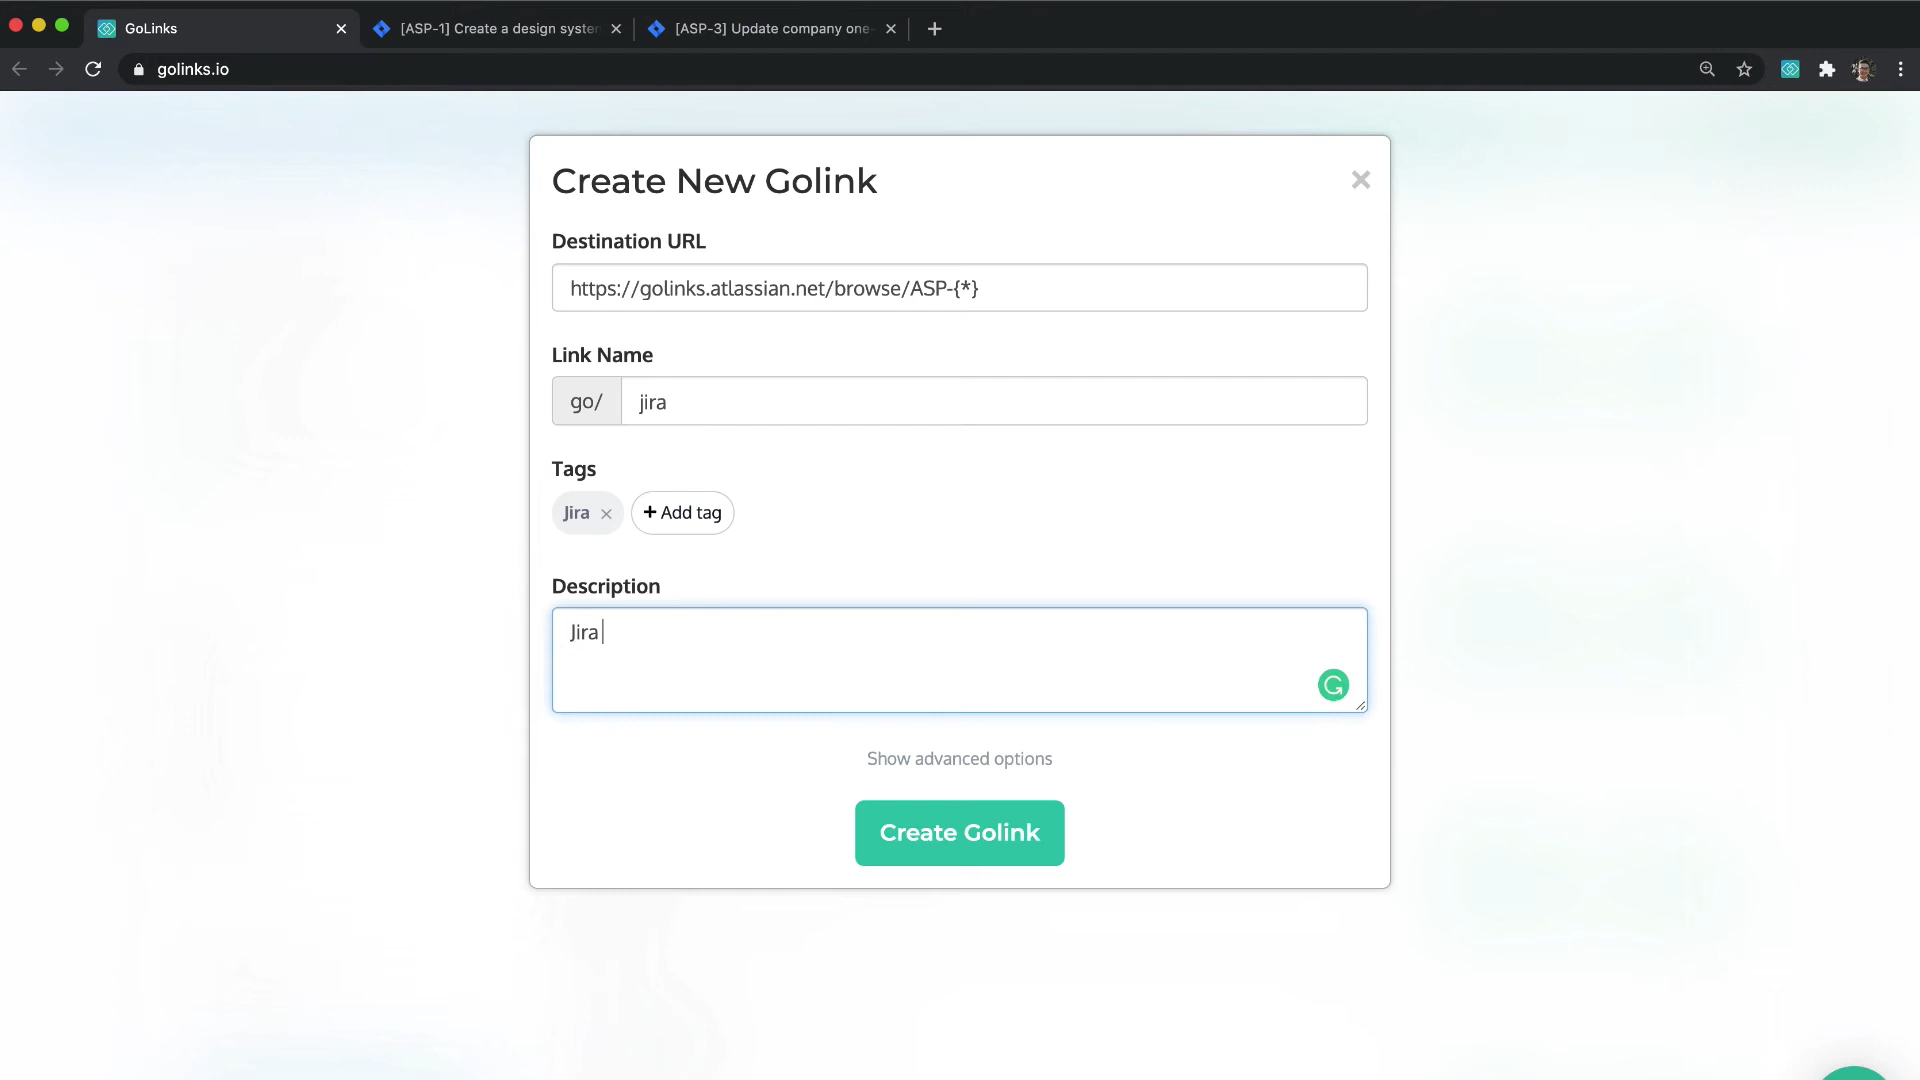 GoLinks
[ASP-1] Create a design system
[ASP-3] Update company one-
golinks.io
Create New Golink
Destination URL
https://golinks.atlassian.net/browse/ASP-{*}
Link Name
go/ jira
Tags
Jira
+ Add tag
Description
Jira
Show advanced options
Create Golink